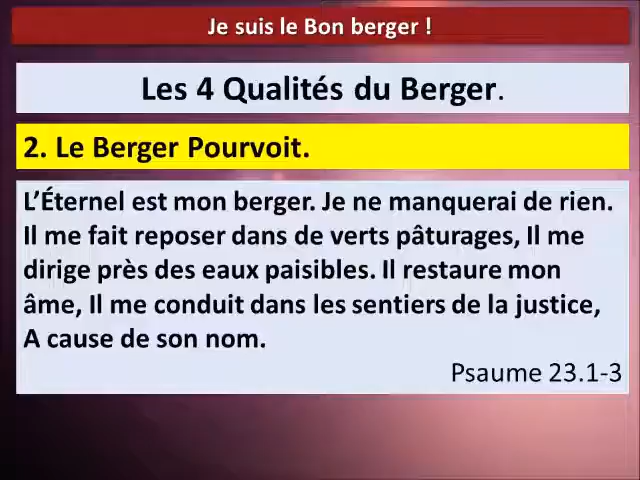 Je suis le Bon berger !
Les 4 Qualités du Berger.
2. Le Berger Pourvoit.
L’Éternel est mon berger. Je ne manquerai de rien.
Il me fait reposer dans de verts pâturages, Il me
dirige près des eaux paisibles. Il restaure mon
âme, Il me conduit dans les sentiers de la justice,
A cause de son nom.
Psaume 23.1-3